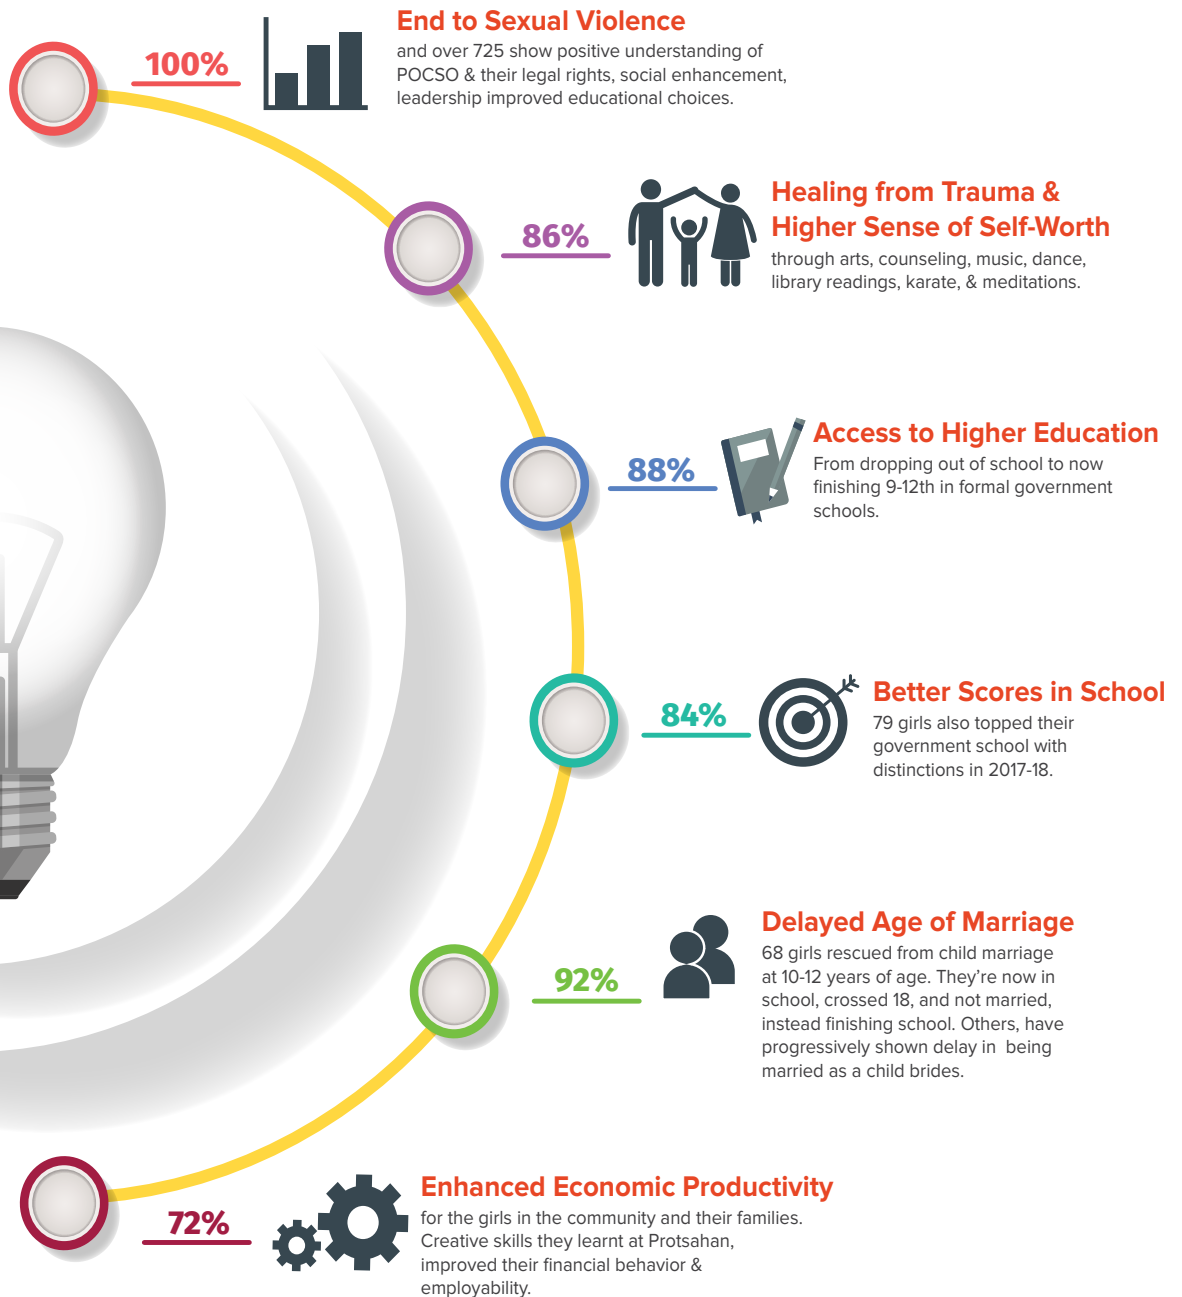 100%
End to Sexual Violence
and over 725 show positive understanding of
POCSO & their legal rights, social enhancement,
leadership improved educational choices.
86%
Healing from Trauma &
Higher Sense of Self-Worth
through arts, counseling, music, dance,
library readings, karate, & meditations.
88%
Access to Higher Education
From dropping out of school to now
finishing 9-12th in formal government
schools.
84%
Better Scores in School
79 girls also topped their
government school with
distinctions in 2017-18.
92%
Delayed Age of Marriage
68 girls rescued from child marriage
at 10-12 years of age. They’re now in
school, crossed 18, and not married,
instead finishing school. Others, have
progressively shown delay in  being
married as a child brides.
72%
Enhanced Economic Productivity
for the girls in the community and their families.
Creative skills they learnt at Protsahan,
improved their financial behavior &
employability.